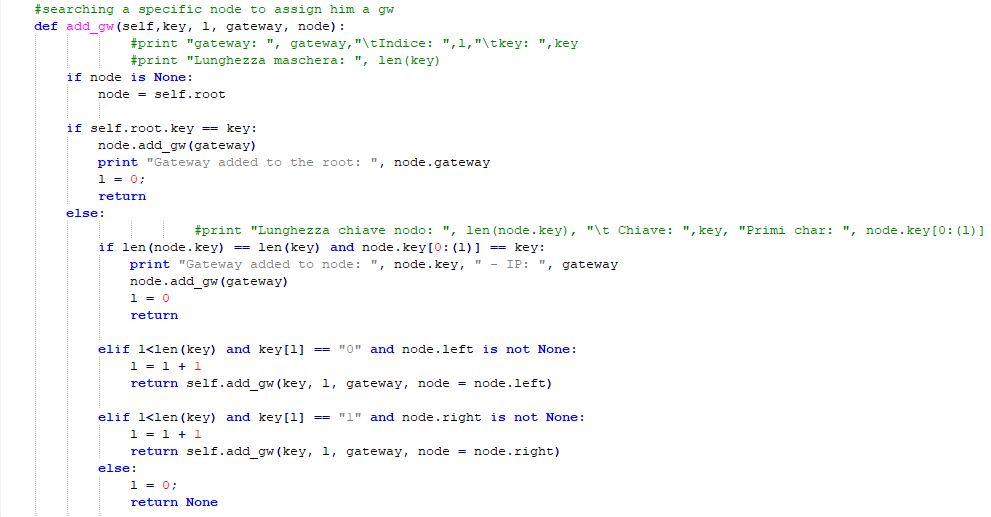 #searching a specific node to assign him a gw
def add_gw(self,key, l, gateway, node):
#print "gateway: ", gateway,"\tIndice: ",l,"\tkey: ",key
#print "Lunghezza maschera: ", len(key)
if node is None:
node = self.root
if self.root.key == key:
node.add_gw(gateway)
print "Gateway added to the root: ", node.gateway
l = 0;
return
else:
#print "Lunghezza chiave nodo: ", len(node.key), "\t Chiave: ",key, "Primi char: ", node.key[0:(l)]
if len(node.key) == len(key) and node.key[0:(l)] == key:
print "Gateway added to node: ", node.key, " - IP: ", gateway
node.add_gw(gateway)
l = 0
return
elif l<len(key) and key[l] == "0" and node.left is not None:
l = l + 1
return self.add_gw(key, l, gateway, node = node.left)
elif l<len(key) and key[l] == "1" and node.right is not None:
l = l + 1
return self.add_gw(key, l, gateway, node = node.right)
else:
l = 0;
return None